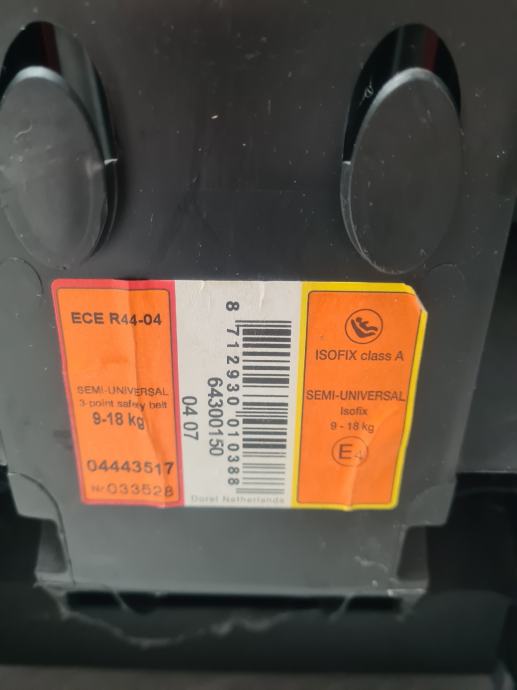 ECE R44-04
SEMI-UNIVERSAL
3-point safety belt
9-18 kg
04443517
Nr 033528
8 712930 010388
64300150
04 07
Dorel Netherlands
ISOFIX class A
SEMI-UNIVERSAL
Isofix
9 - 18 kg
E4